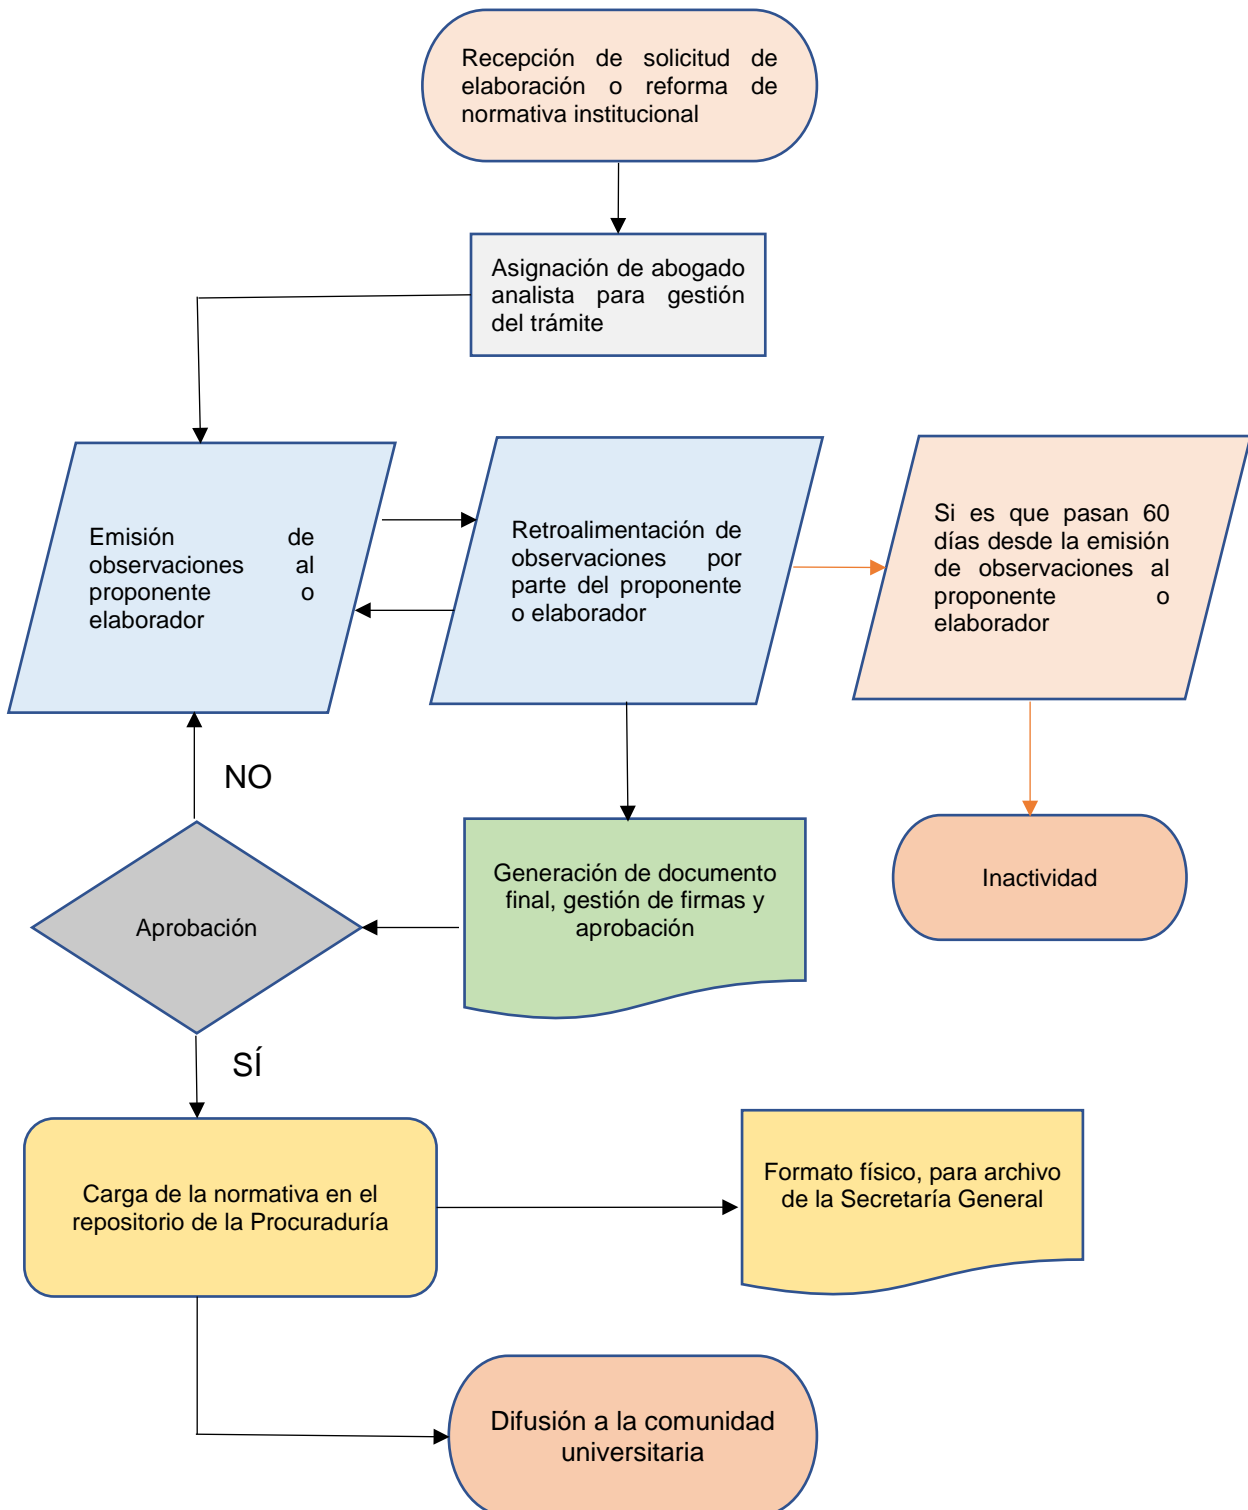 Recepción de solicitud de
elaboración o reforma de
normativa institucional
Asignación de abogado
analista para gestión
del trámite
Emisión de
observaciones al
proponente o
elaborador
Retroalimentación de
observaciones por
parte del proponente
o elaborador
Si es que pasan 60
días desde la emisión
de observaciones al
proponente o
elaborador
NO
Aprobación
Generación de documento
final, gestión de firmas y
aprobación
Inactividad
SÍ
Carga de la normativa en el
repositorio de la Procuraduría
Formato físico, para archivo
de la Secretaría General
Difusión a la comunidad
universitaria